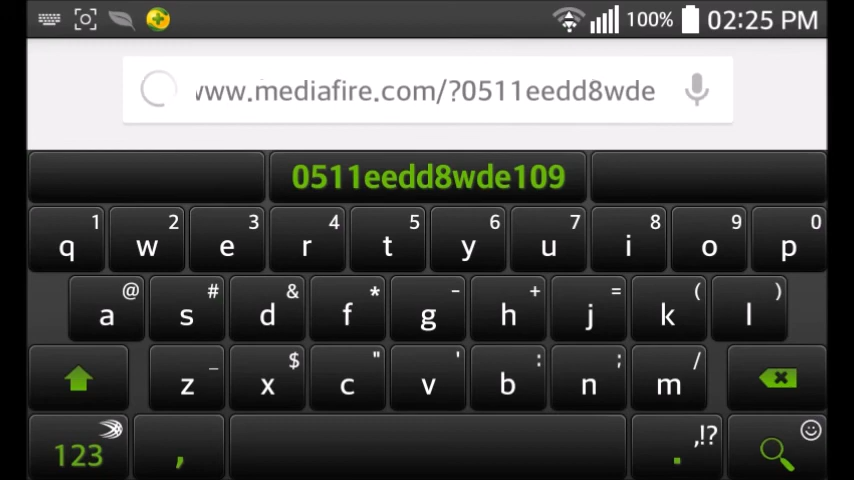 100% 02:25 PM
www.mediafire.com/?0511eedd8wde
0511eedd8wde109
1 2 3 4 5 6 7 8 9 0
q w e r t y u i o p
@ # & * - + = ( )
a s d f g h j k l
_ $ " ' : ; /
z x c v b n m
,!?
123 , .